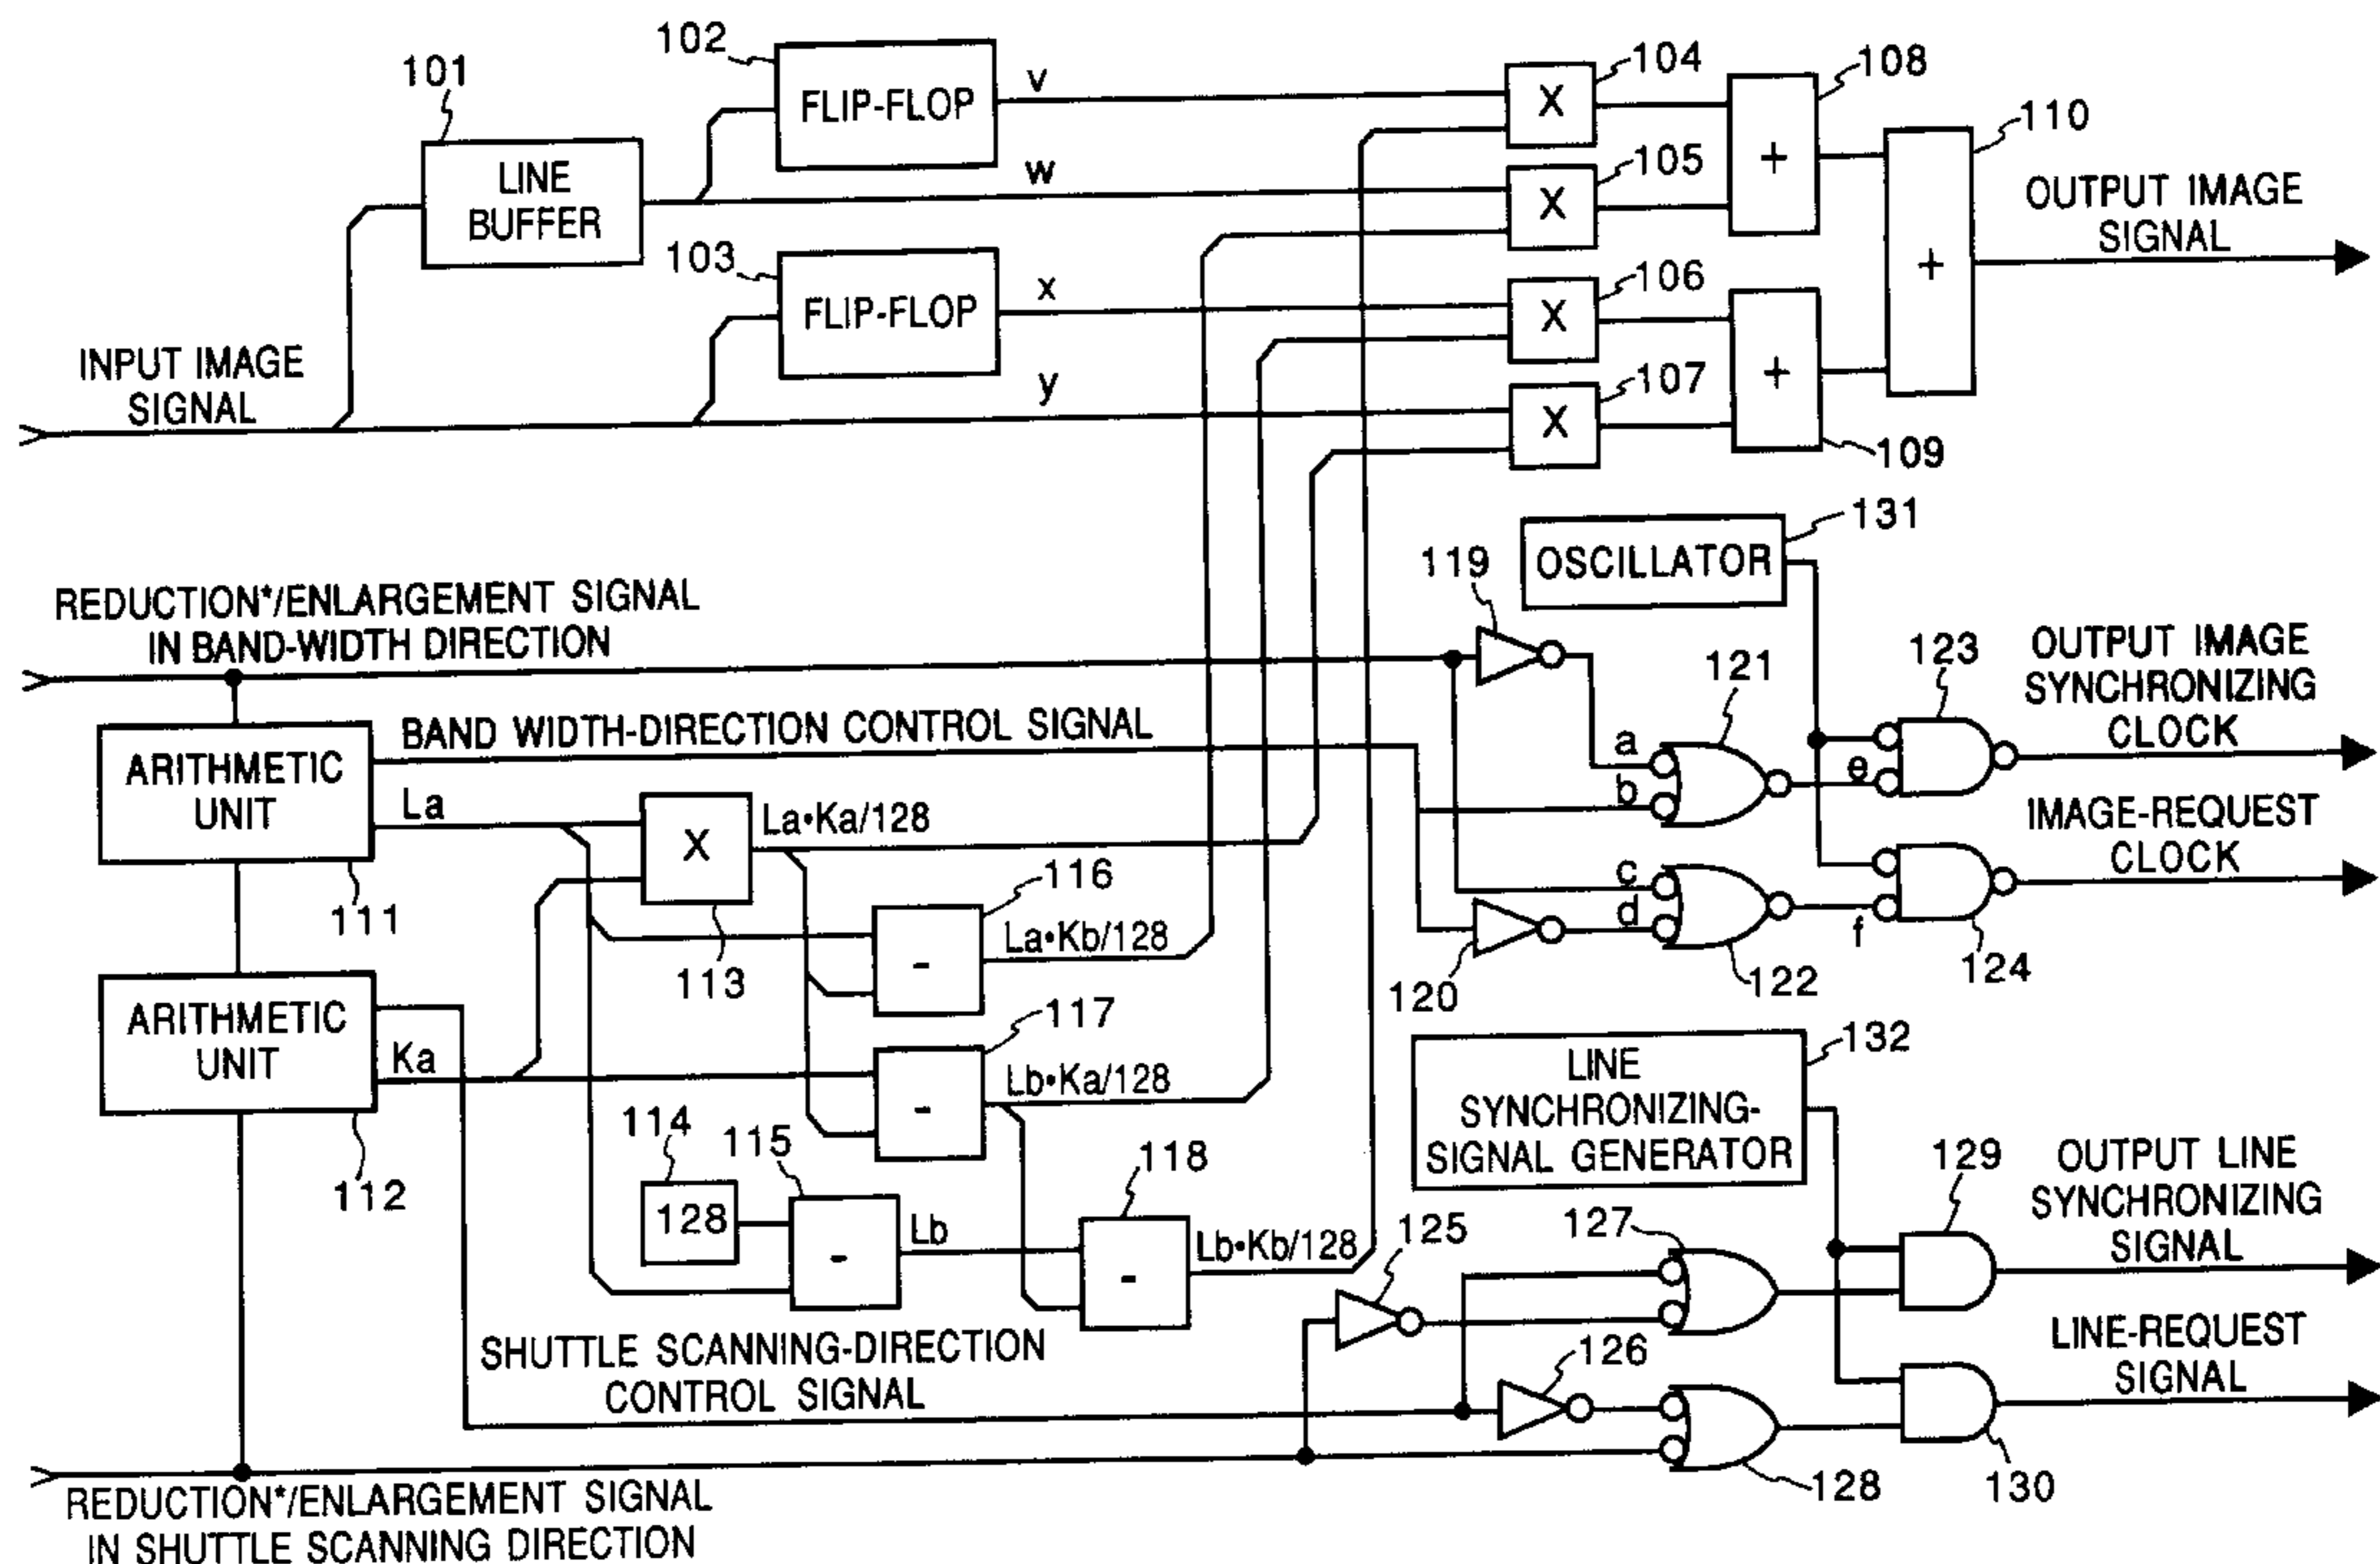 101
LINE
BUFFER
102
FLIP-FLOP
103
FLIP-FLOP
v
w
x
y
INPUT IMAGE
SIGNAL
X
104
X
105
X
106
X
107
+
108
+
109
+
110
OUTPUT IMAGE
SIGNAL
REDUCTION*/ENLARGEMENT SIGNAL
IN BAND-WIDTH DIRECTION
ARITHMETIC
UNIT
111
BAND WIDTH-DIRECTION CONTROL SIGNAL
La
ARITHMETIC
UNIT
112
Ka
X
113
La•Ka/128
-
116
La•Kb/128
-
117
Lb•Ka/128
114
128
115
-
Lb
118
-
Lb•Kb/128
OSCILLATOR
131
119
120
a
b
121
c
d
122
e
123
f
124
OUTPUT IMAGE
SYNCHRONIZING
CLOCK
IMAGE-REQUEST
CLOCK
LINE
SYNCHRONIZING-
SIGNAL GENERATOR
132
125
126
127
128
129
130
OUTPUT LINE
SYNCHRONIZING
SIGNAL
LINE-REQUEST
SIGNAL
SHUTTLE SCANNING-DIRECTION
CONTROL SIGNAL
REDUCTION*/ENLARGEMENT SIGNAL
IN SHUTTLE SCANNING DIRECTION